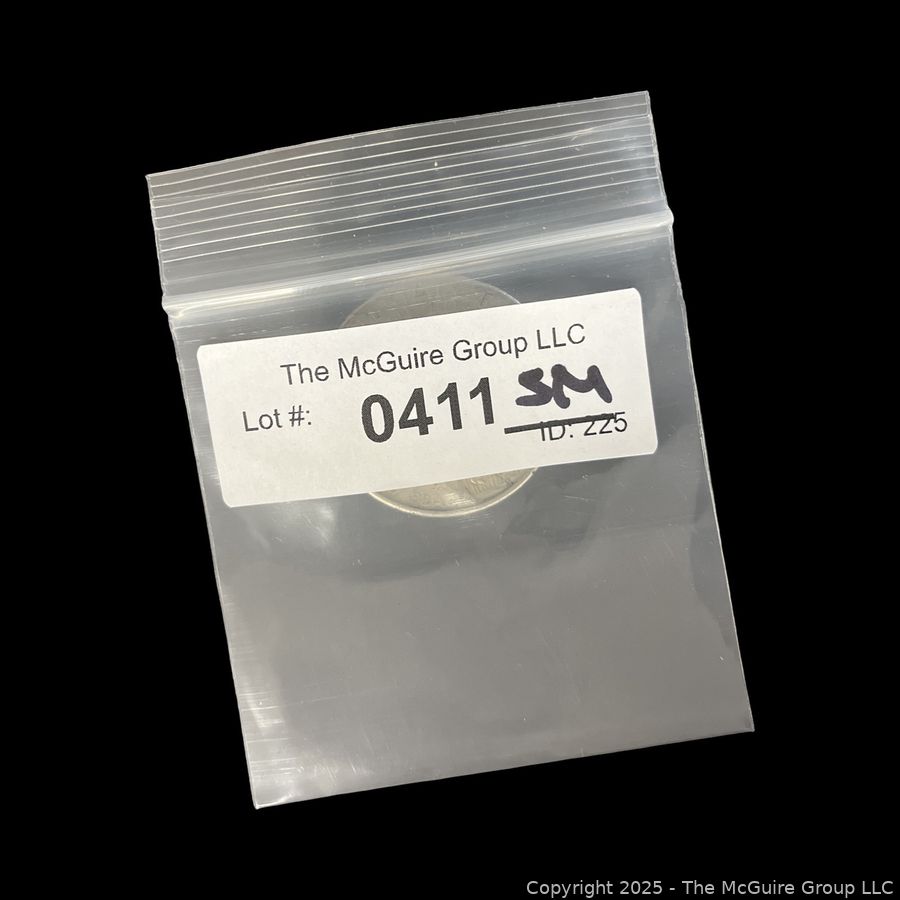 The McGuire Group LLC
Lot #: 0411 SM
ID: 225
Copyright 2025 - The McGuire Group LLC